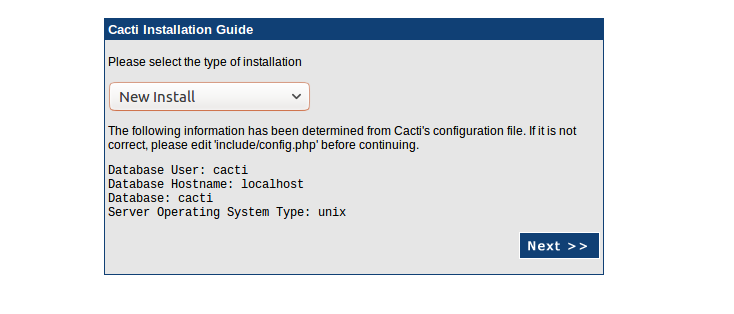 Cacti Installation Guide
Please select the type of installation
New Install
The following information has been determined from Cacti's configuration file. If it is not
correct, please edit 'include/config.php' before continuing.
Database User: cacti
Database Hostname: localhost
Database: cacti
Server Operating System Type: unix
Next >>